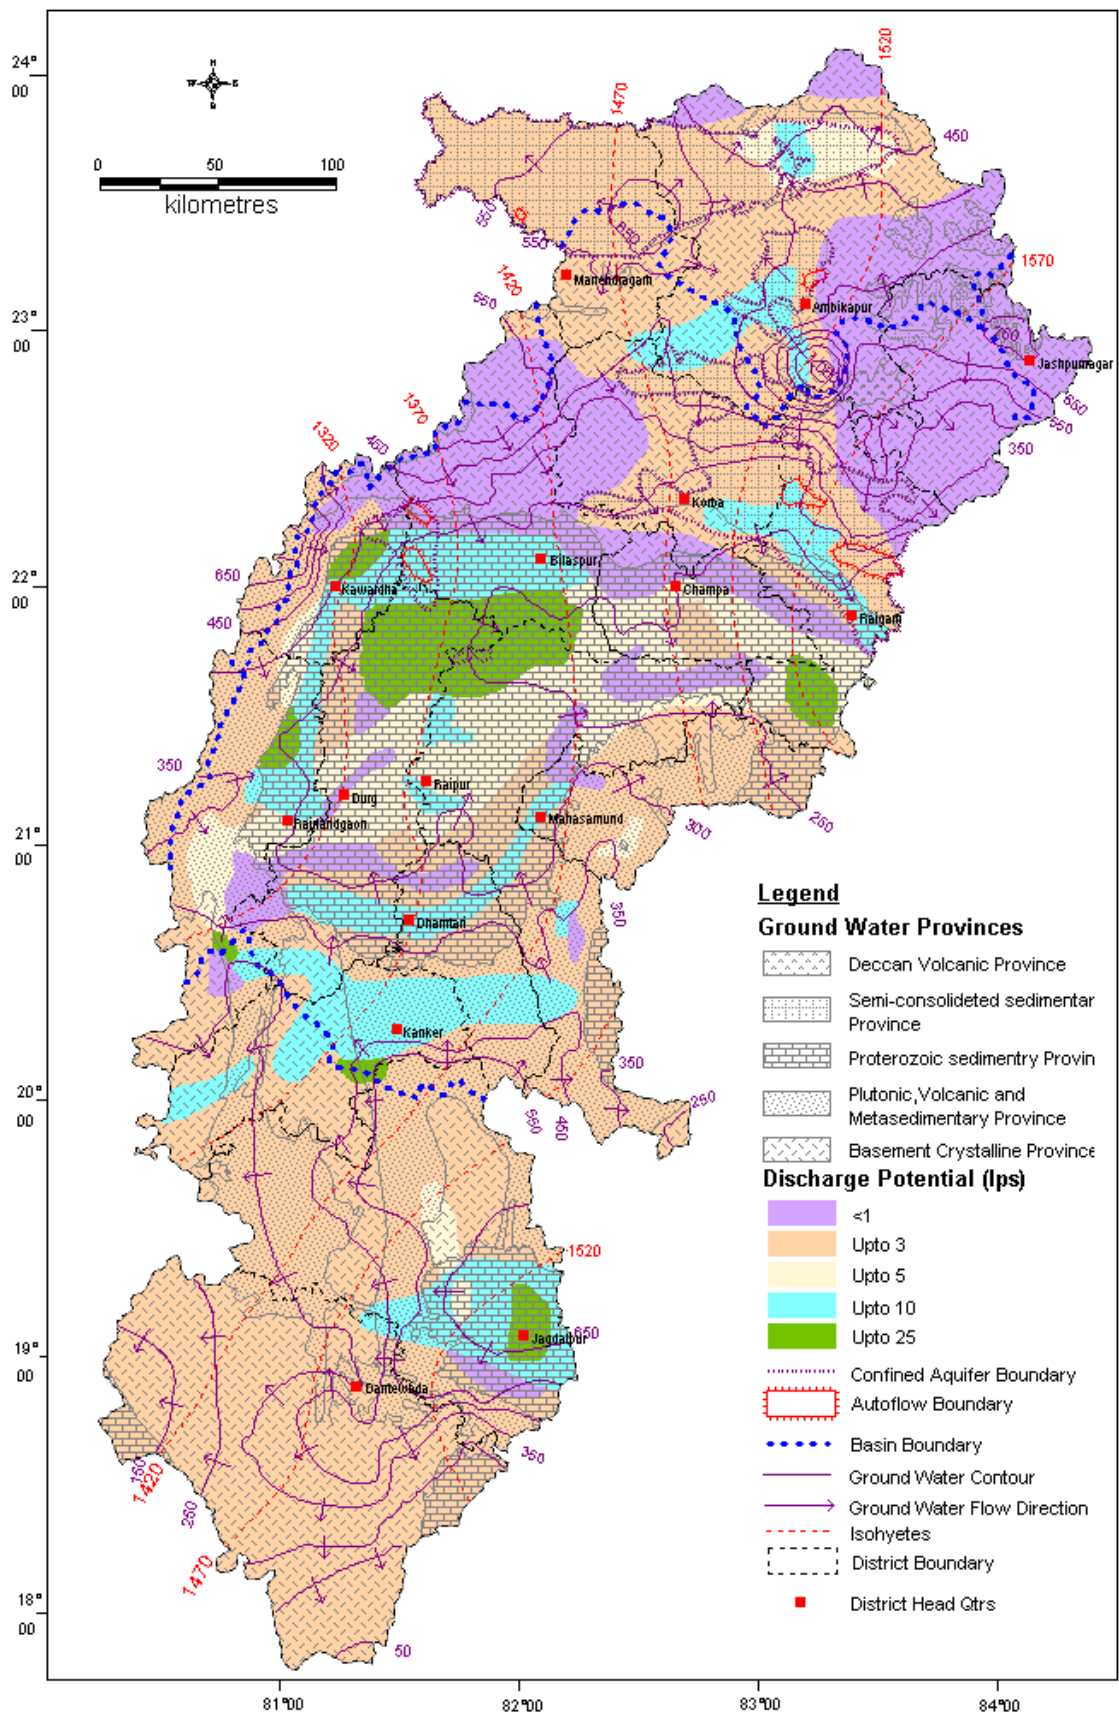 24°
00
23
00
22
00
21
00
20°
00
19°
00
18°
00
N
W
E
S
0
50
100
kilometres
1520
1470
450
550
550
850
1570
1420
Manendragarh
Ambikapur
550
Jashpurnagar
650
550
350
1370
1320
450
Korba
Bilaspur
650
Kawardha
Champa
Raigarh
450
350
Durg
Raipur
Rajnandgaon
Mahasamund
300
250
350
Dhamtari
Kanker
350
250
550
450
1520
Jagdalpur
650
Dantewada
350
150
1420
250
1470
50
81°00
82°00
83°00
84°00
Legend
Ground Water Provinces
Deccan Volcanic Province
Semi-consolideted sedimentar
Province
Proterozoic sedimentry Provin
Plutonic,Volcanic and
Metasedimentary Province
Basement Crystalline Province
Discharge Potential (lps)
<1
Upto 3
Upto 5
Upto 10
Upto 25
Confined Aquifer Boundary
Autoflow Boundary
Basin Boundary
Ground Water Contour
Ground Water Flow Direction
Isohyetes
District Boundary
District Head Qtrs